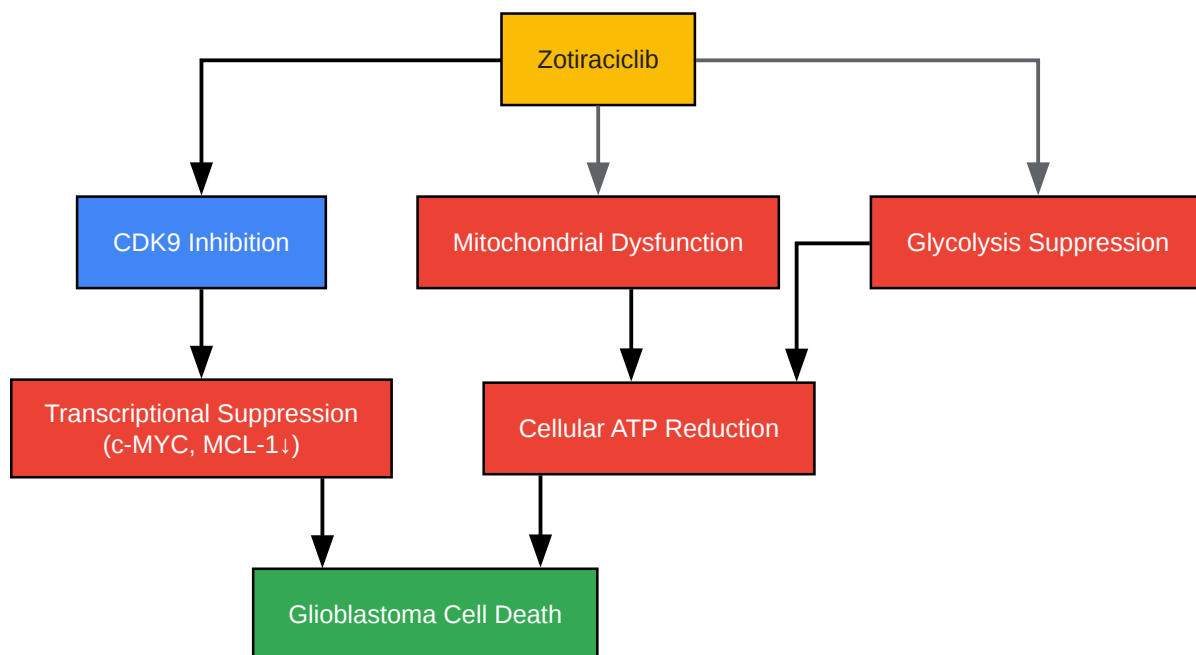 Zotiraciclib
CDK9 Inhibition
Mitochondrial Dysfunction
Glycolysis Suppression
Transcriptional Suppression
(c-MYC, MCL-1↓)
Cellular ATP Reduction
Glioblastoma Cell Death